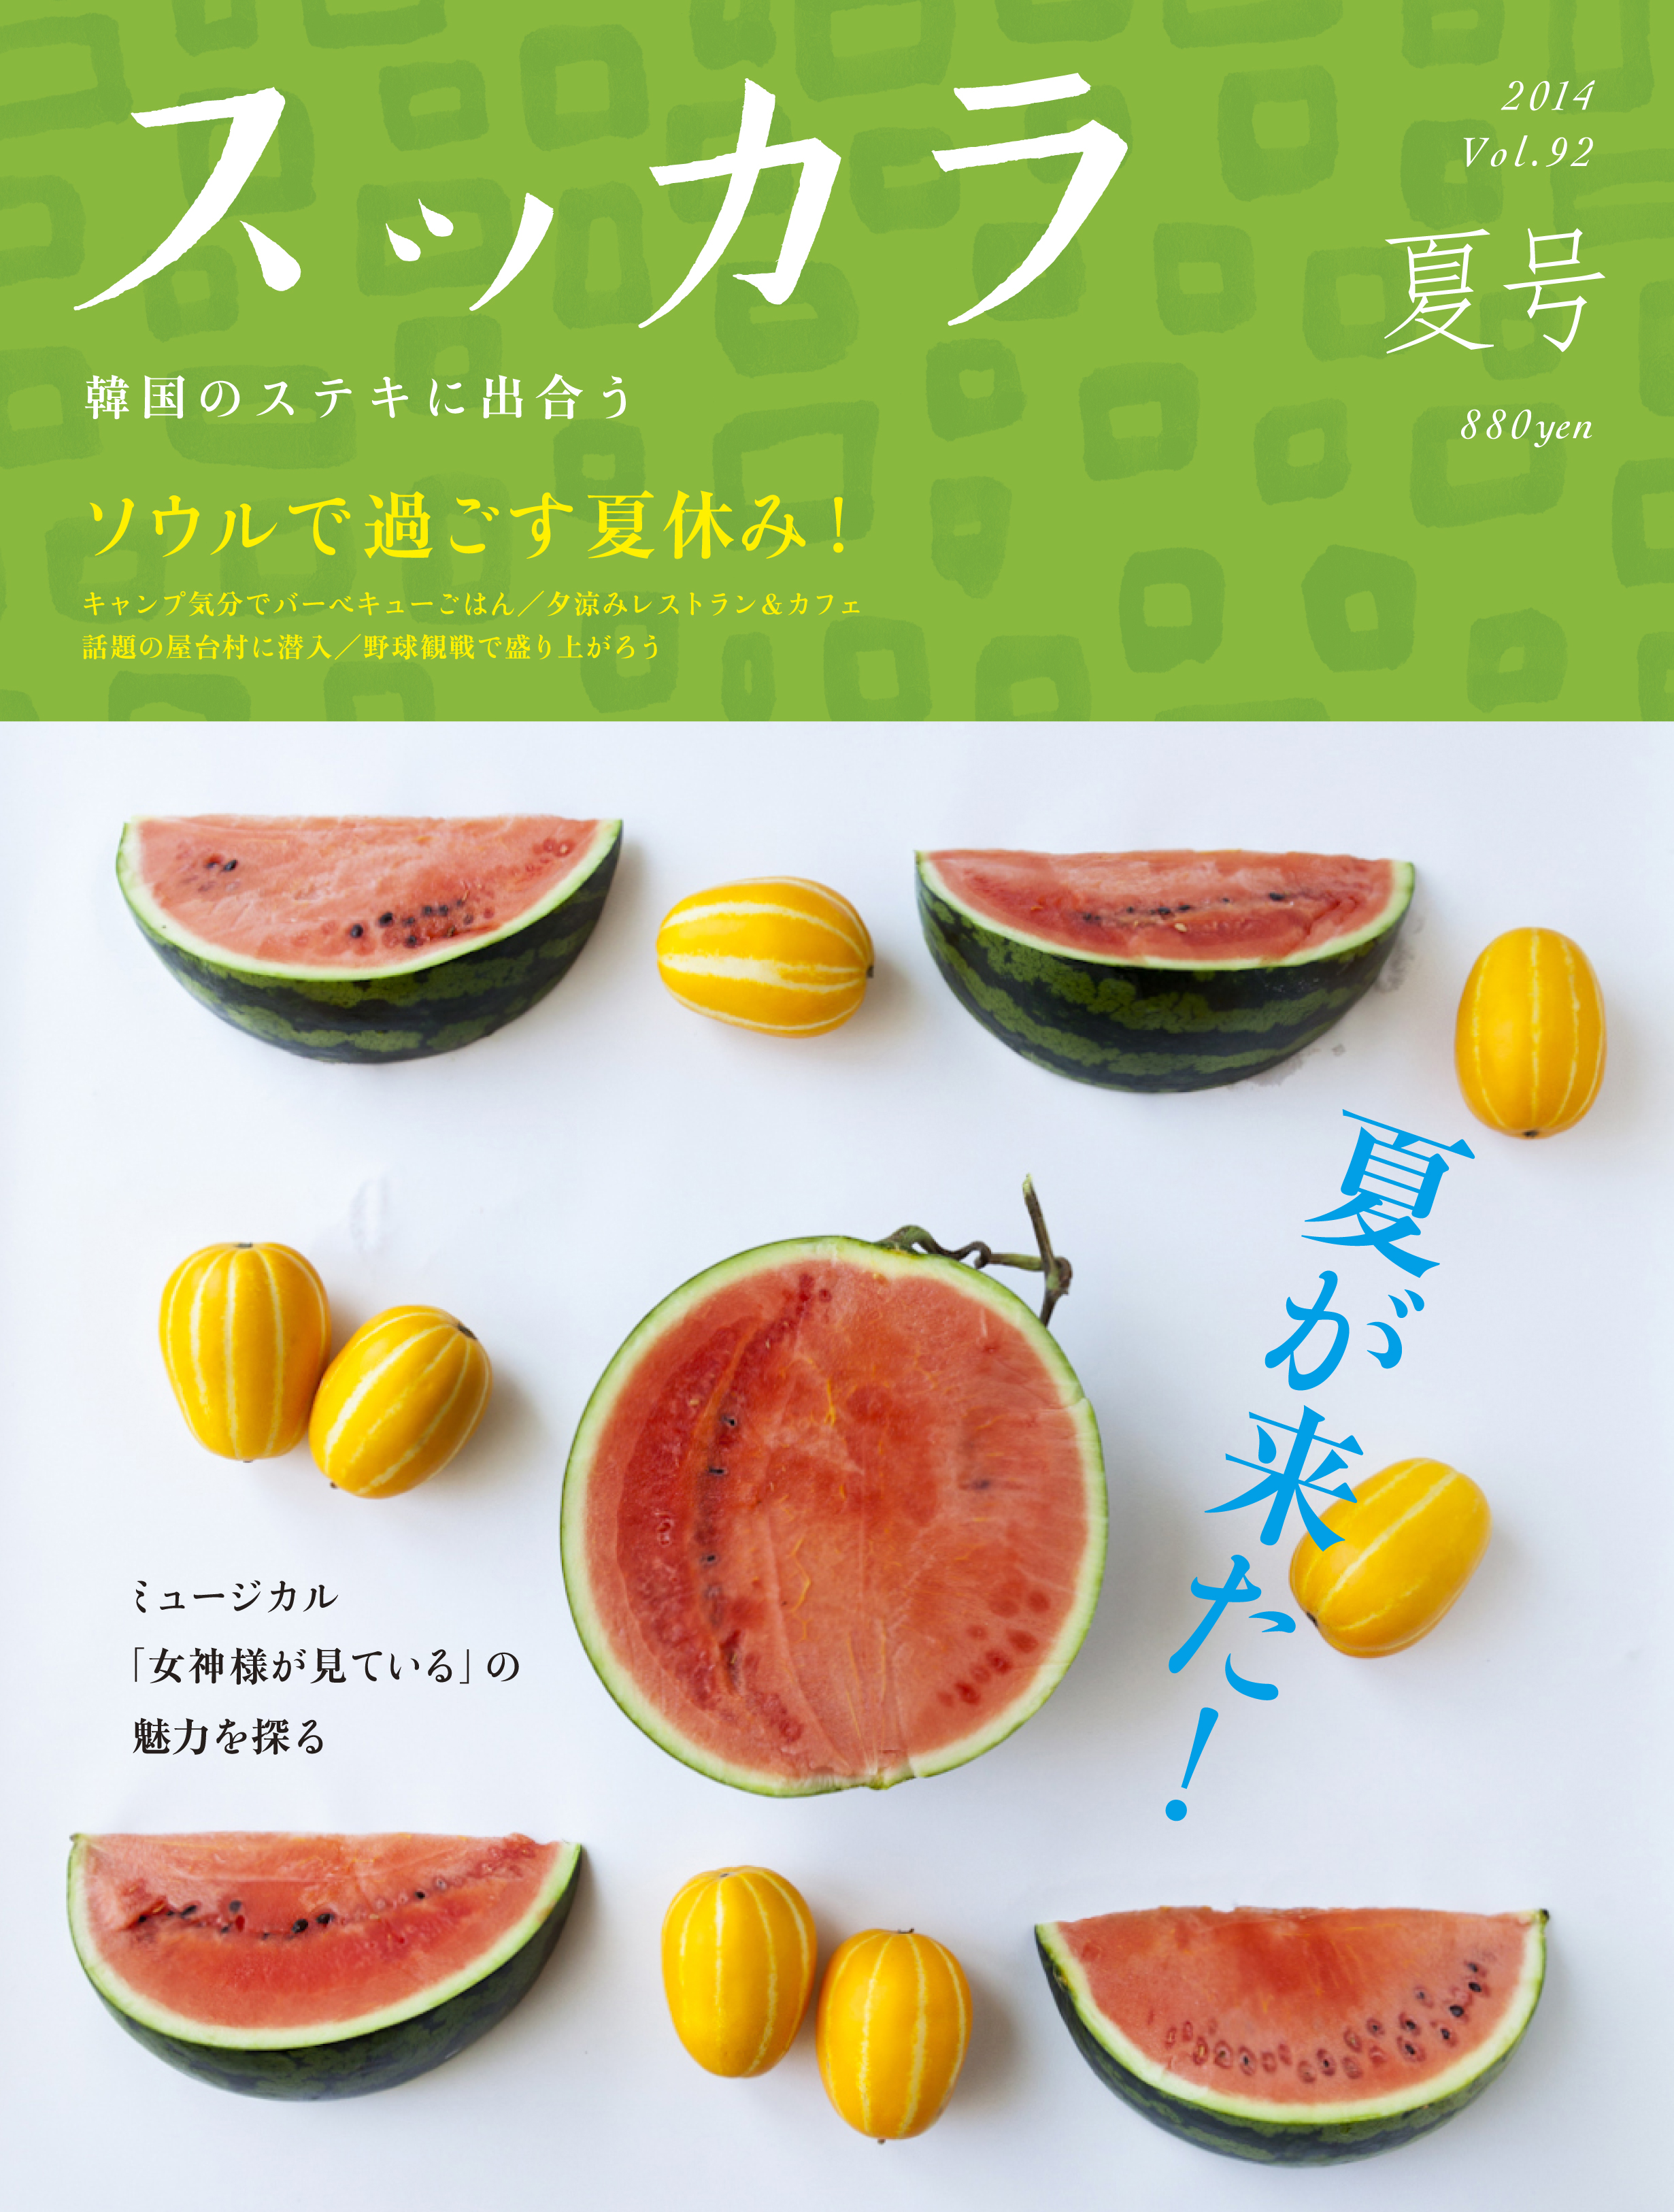 スッカラ
2014
Vol.92
夏号
880yen
韓国のステキに出合う
ソウルで過ごす夏休み！
キャンプ気分でバーベキューごはん／夕涼みレストラン＆カフェ
話題の屋台村に潜入／野球観戦で盛り上がろう
夏が来た！
ミュージカル
「女神様が見ている」の
魅力を探る